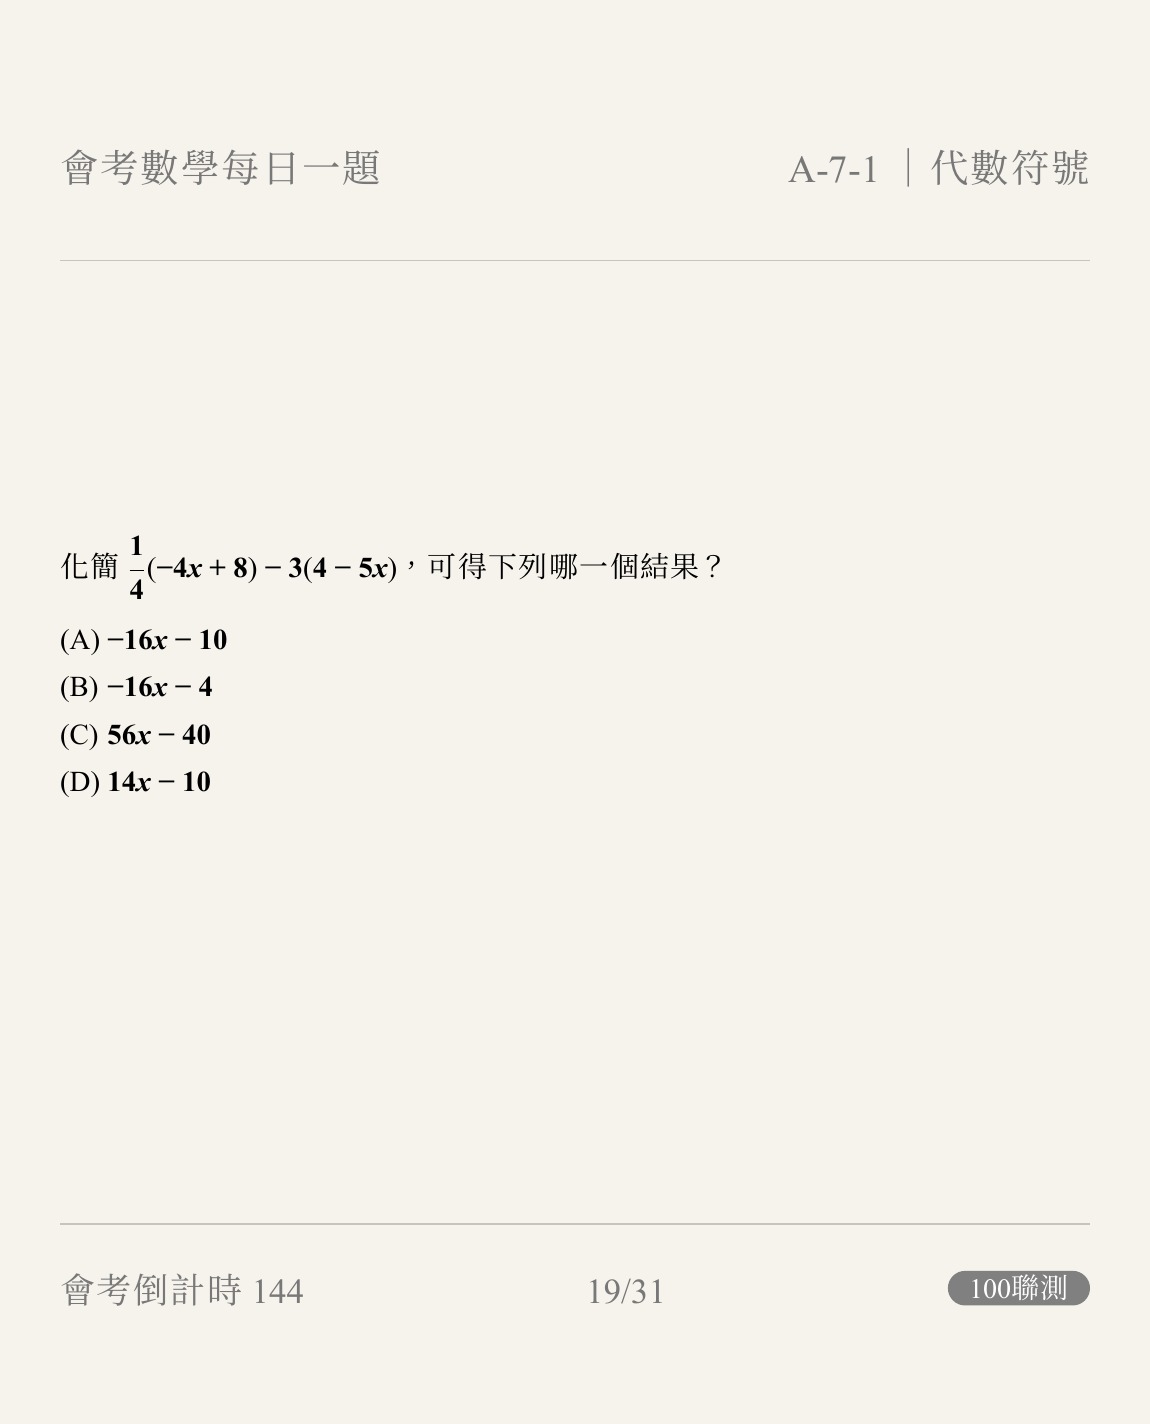 會考數學每日一題
A-7-1｜代數符號
化簡 1/4(−4x + 8) − 3(4 − 5x)，可得下列哪一個結果？
(A) −16x − 10
(B) −16x − 4
(C) 56x − 40
(D) 14x − 10
會考倒計時 144
19/31
100聯測